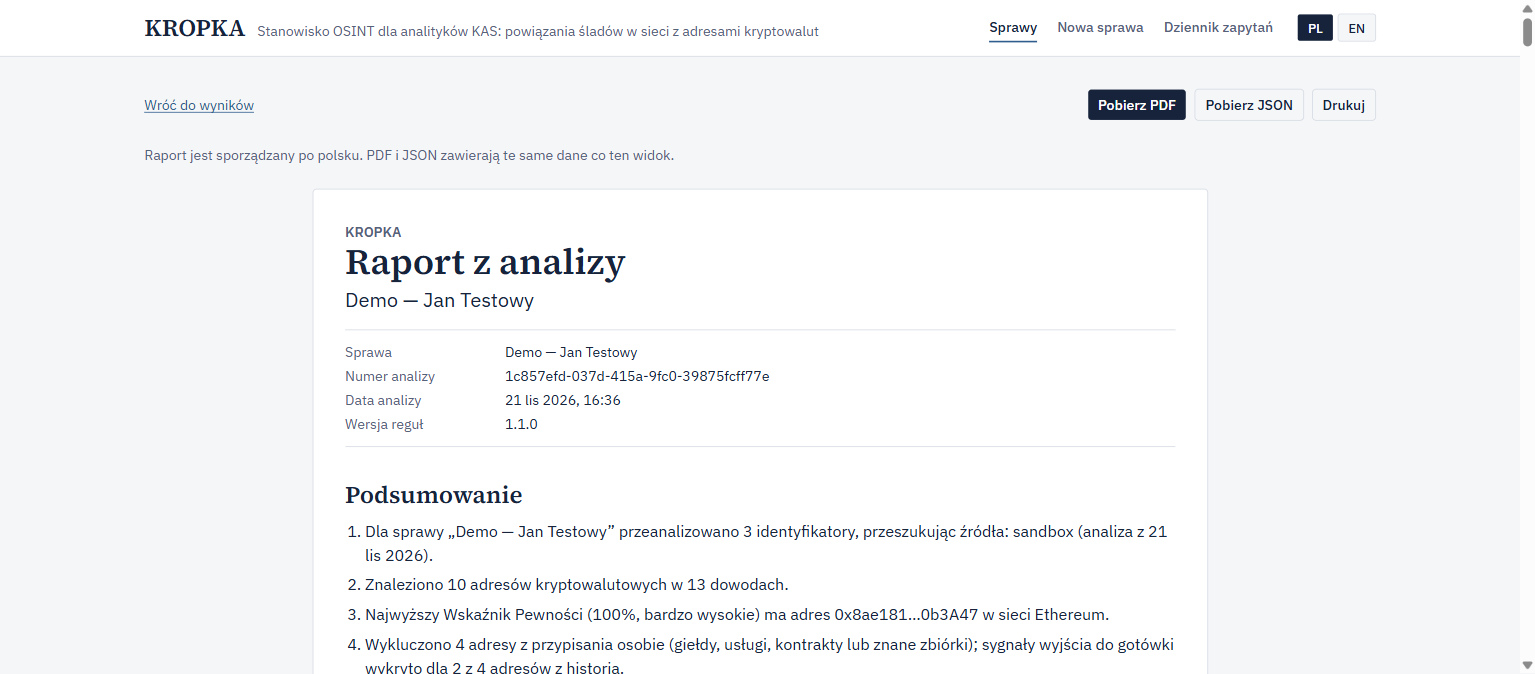 KROPKA Stanowisko OSINT dla analityków KAS: powiązania śladów w sieci z adresami kryptowalut Sprawy Nowa sprawa Dziennik zapytań PL EN
Wróć do wyników Pobierz PDF Pobierz JSON Drukuj
Raport jest sporządzany po polsku. PDF i JSON zawierają te same dane co ten widok.
KROPKA
Raport z analizy
Demo — Jan Testowy
Sprawa Demo — Jan Testowy
Numer analizy 1c857efd-037d-415a-9fc0-39875fcff77e
Data analizy 21 lis 2026, 16:36
Wersja reguł 1.1.0
Podsumowanie
1. Dla sprawy „Demo — Jan Testowy” przeanalizowano 3 identyfikatory, przeszukując źródła: sandbox (analiza z 21
lis 2026).
2. Znaleziono 10 adresów kryptowalutowych w 13 dowodach.
3. Najwyższy Wskaźnik Pewności (100%, bardzo wysokie) ma adres 0x8ae181…0b3A47 w sieci Ethereum.
4. Wykluczono 4 adresy z przypisania osobie (giełdy, usługi, kontrakty lub znane zbiórki); sygnały wyjścia do gotówki
wykryto dla 2 z 4 adresów z historią.